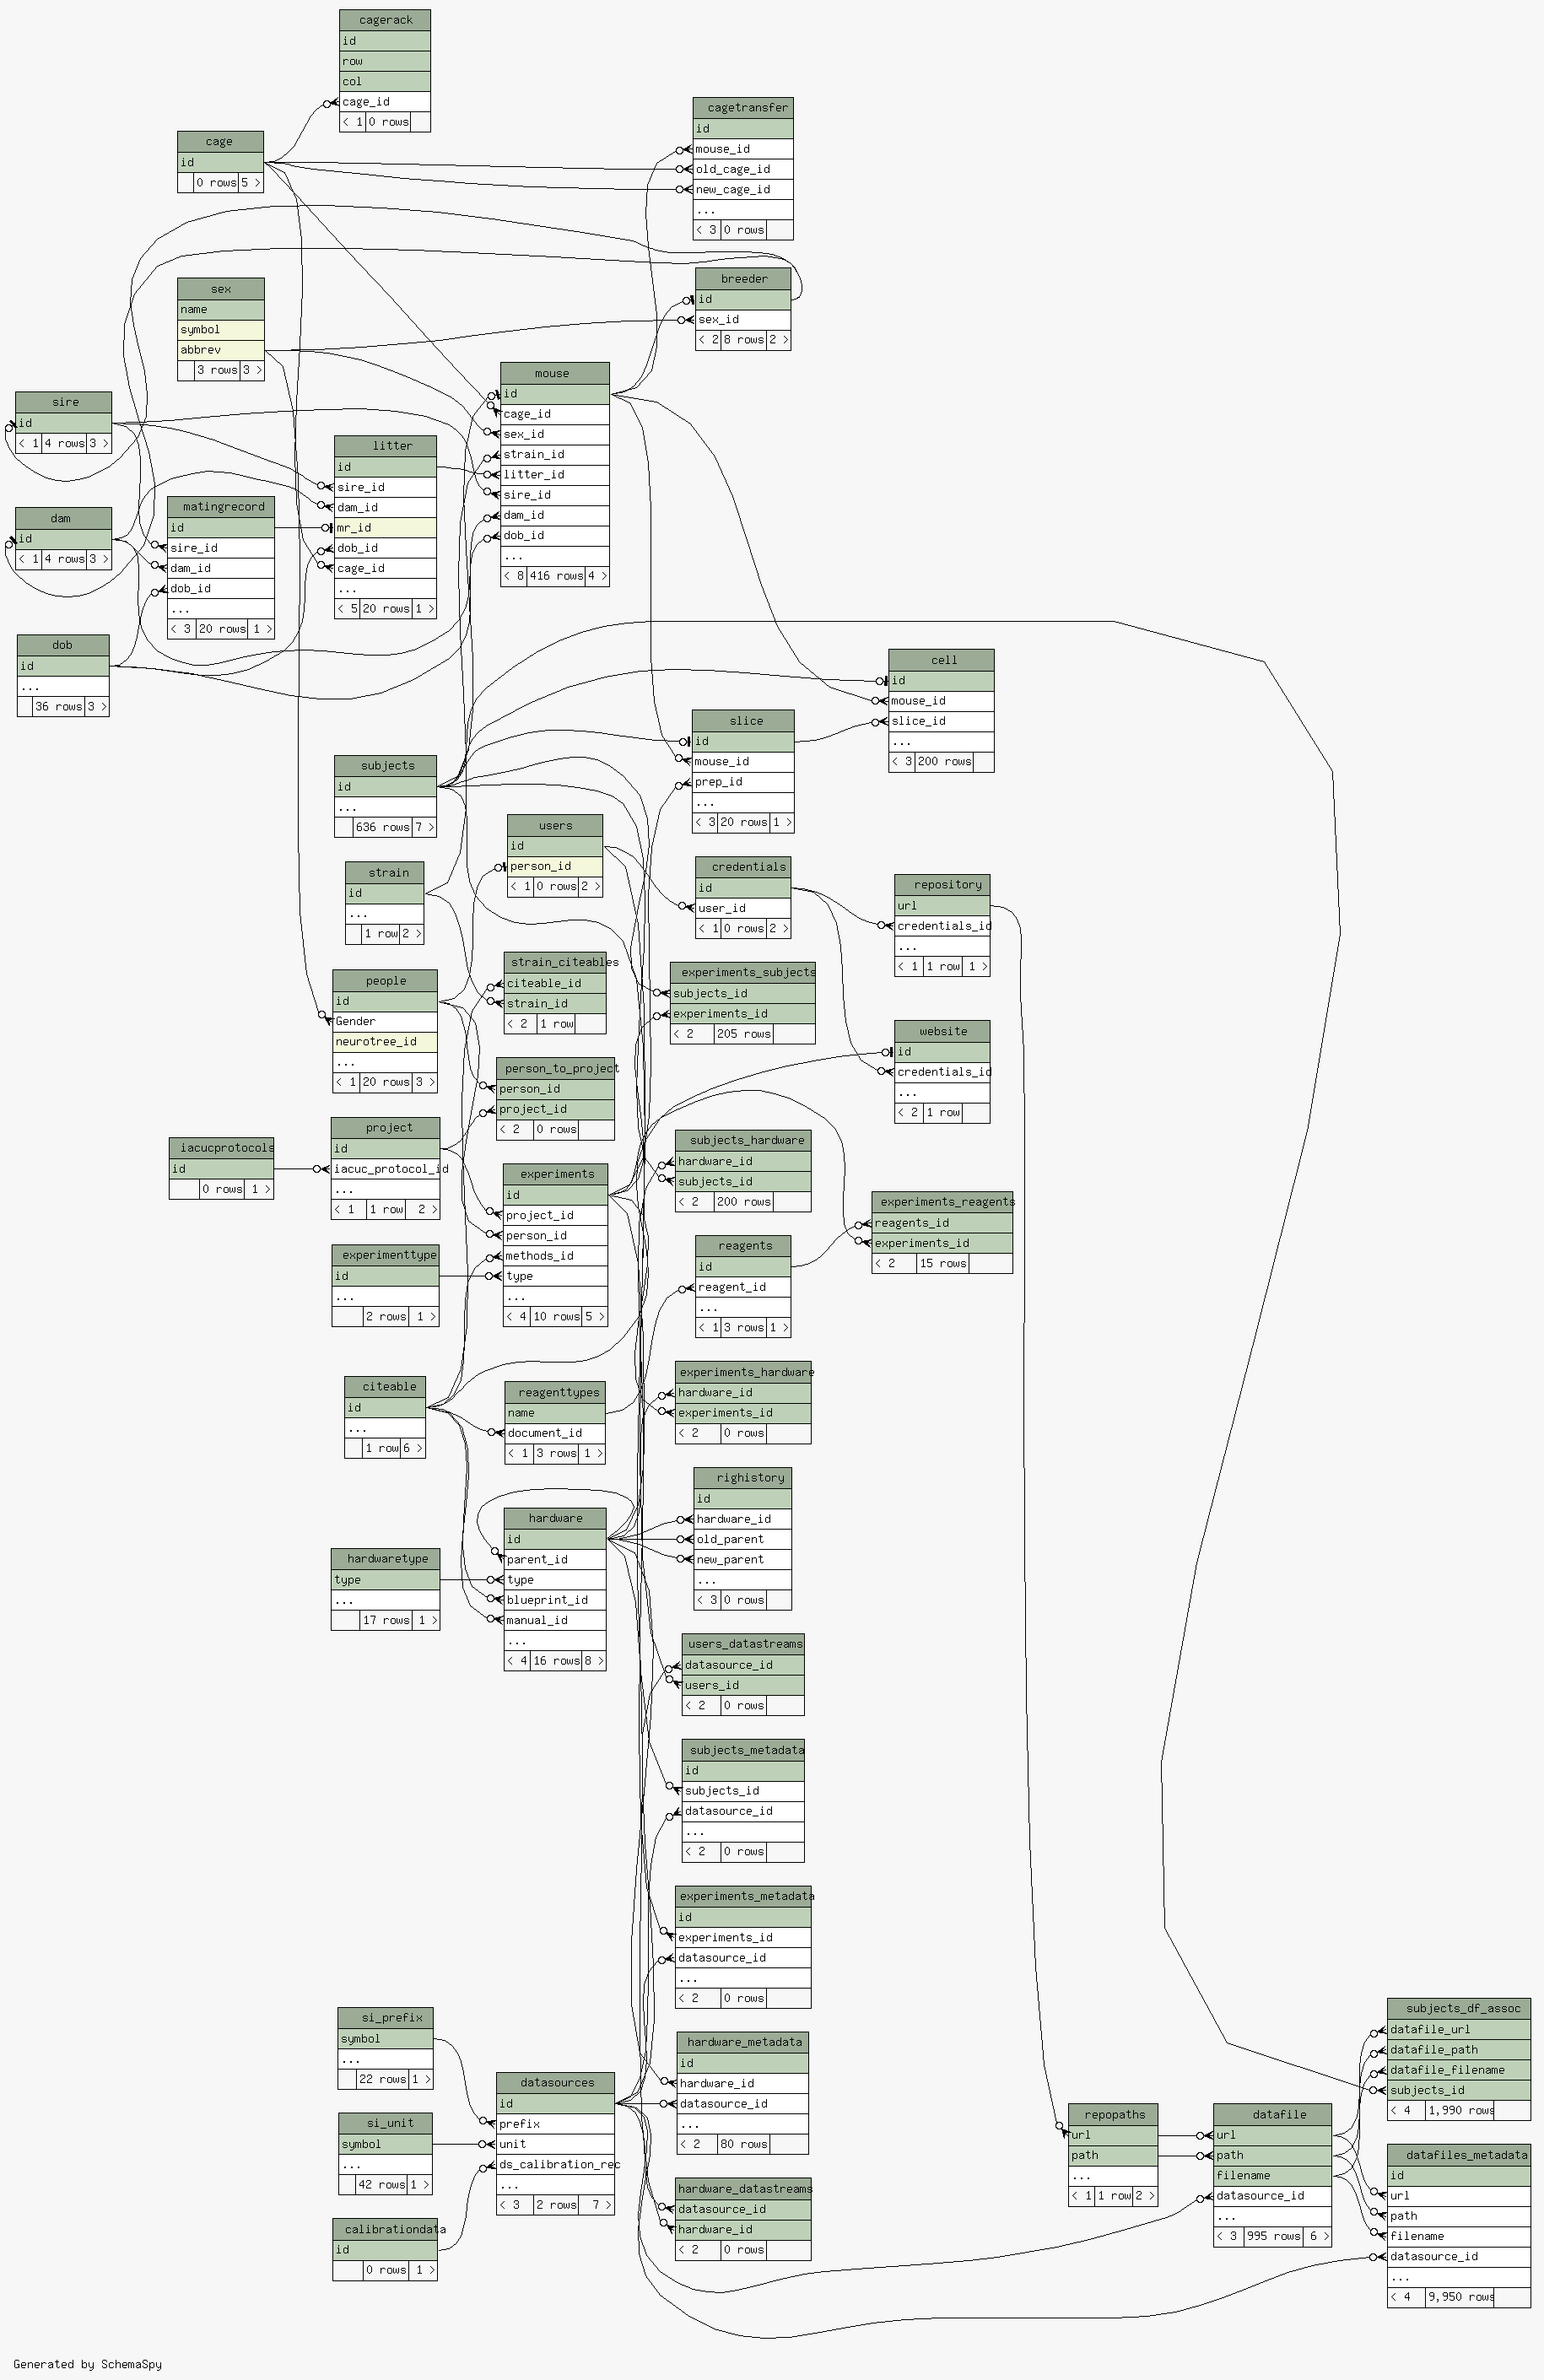 cagerack
id
row
col
cage_id
< 1 0 rows
cage
id
0 rows 5 >
cagetransfer
id
mouse_id
old_cage_id
new_cage_id
...
< 3 0 rows
breeder
id
sex_id
< 2 8 rows 2 >
sex
name
symbol
abbrev
3 rows 3 >
mouse
id
cage_id
sex_id
strain_id
litter_id
sire_id
dam_id
dob_id
...
< 8 416 rows 4 >
sire
id
< 1 4 rows 3 >
litter
id
sire_id
dam_id
mr_id
dob_id
cage_id
...
< 5 20 rows 1 >
matingrecord
id
sire_id
dam_id
dob_id
...
< 3 20 rows 1 >
dam
id
< 1 4 rows 3 >
dob
id
...
36 rows 3 >
cell
id
mouse_id
slice_id
...
< 3 200 rows
slice
id
mouse_id
prep_id
...
< 3 20 rows 1 >
subjects
id
...
636 rows 7 >
users
id
person_id
< 1 0 rows 2 >
strain
id
...
1 row 2 >
credentials
id
user_id
< 1 0 rows 2 >
repository
url
credentials_id
...
< 1 1 row 1 >
strain_citeables
citeable_id
strain_id
< 2 1 row
experiments_subjects
subjects_id
experiments_id
< 2 205 rows
people
id
Gender
neurotree_id
...
< 1 20 rows 3 >
website
id
credentials_id
...
< 2 1 row
person_to_project
person_id
project_id
< 2 0 rows
project
id
iacuc_protocol_id
...
< 1 1 row 2 >
iacucprotocols
id
0 rows 1 >
experiments
id
project_id
person_id
methods_id
type
...
< 4 10 rows 5 >
subjects_hardware
hardware_id
subjects_id
< 2 200 rows
experiments_reagents
reagents_id
experiments_id
< 2 15 rows
experimenttype
id
...
2 rows 1 >
reagents
id
reagent_id
...
< 1 3 rows 1 >
citeable
id
...
1 row 6 >
reagenttypes
name
document_id
< 1 3 rows 1 >
experiments_hardware
hardware_id
experiments_id
< 2 0 rows
righistory
id
hardware_id
old_parent
new_parent
...
< 3 0 rows
hardware
id
parent_id
type
blueprint_id
manual_id
...
< 4 16 rows 8 >
hardwaretype
type
...
17 rows 1 >
users_datastreams
datasource_id
users_id
< 2 0 rows
subjects_metadata
id
subjects_id
datasource_id
...
< 2 0 rows
experiments_metadata
id
experiments_id
datasource_id
...
< 2 0 rows
si_prefix
symbol
...
22 rows 1 >
hardware_metadata
id
hardware_id
datasource_id
...
< 2 80 rows
datasources
id
prefix
unit
ds_calibration_rec
...
< 3 2 rows 7 >
si_unit
symbol
...
42 rows 1 >
calibrationdata
id
0 rows 1 >
hardware_datastreams
datasource_id
hardware_id
< 2 0 rows
repopaths
url
path
...
< 1 1 row 2 >
datafile
url
path
filename
datasource_id
...
< 3 995 rows 6 >
subjects_df_assoc
datafile_url
datafile_path
datafile_filename
subjects_id
< 4 1,990 rows
datafiles_metadata
id
url
path
filename
datasource_id
...
< 4 9,950 rows
Generated by SchemaSpy